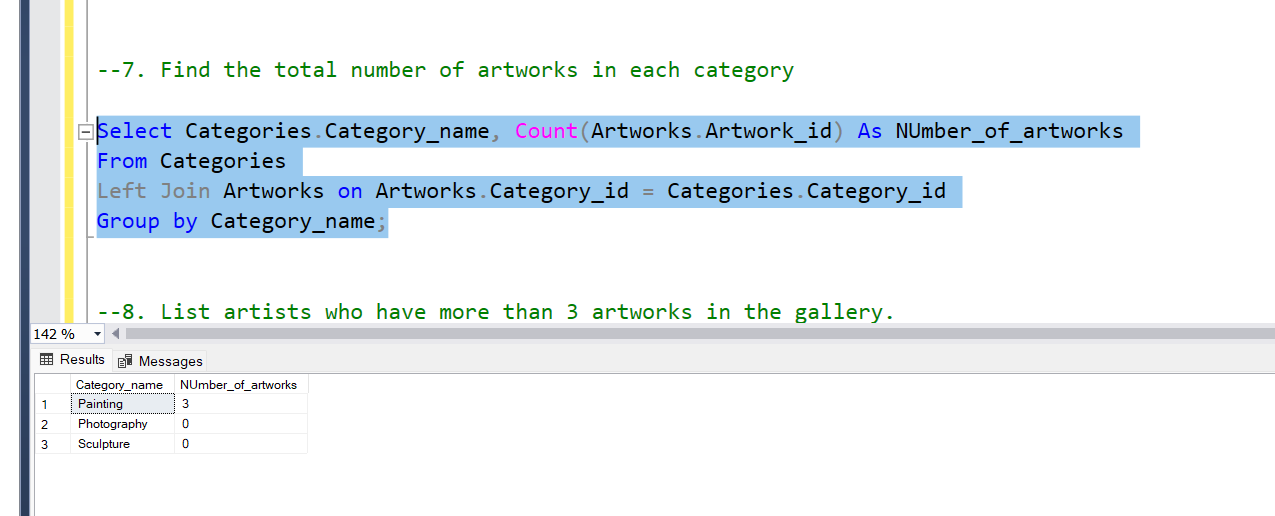 --7. Find the total number of artworks in each category
Select Categories.Category_name, Count(Artworks.Artwork_id) As NUmber_of_artworks
From Categories
Left Join Artworks on Artworks.Category_id = Categories.Category_id
Group by Category_name;
--8. List artists who have more than 3 artworks in the gallery.
142 %
Results Messages
Category_name NUmber_of_artworks
1 Painting 3
2 Photography 0
3 Sculpture 0